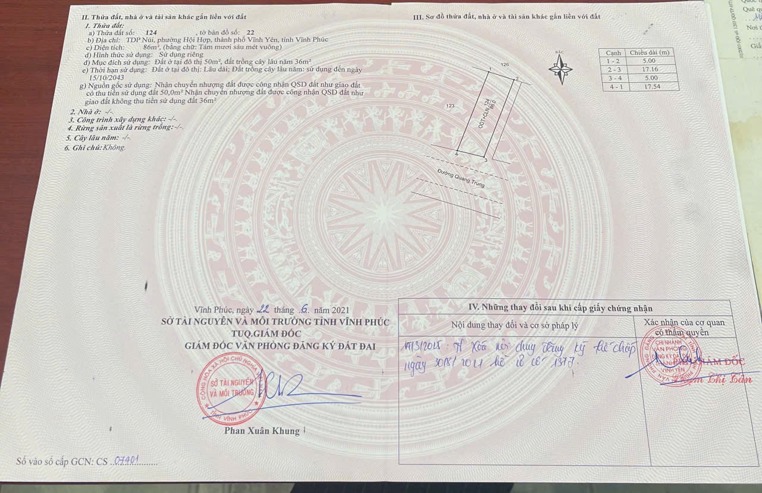 II. Thửa đất, nhà ở và tài sản khác gắn liền với đất
1. Thửa đất:
a) Thửa đất số: 124 , tờ bản đồ số: 22
b) Địa chỉ: TDP Núi, phường Hội Hợp, thành phố Vĩnh Yên, tỉnh Vĩnh Phúc
c) Diện tích: 86m², (bằng chữ: Tám mươi sáu mét vuông)
d) Hình thức sử dụng: Sử dụng riêng
đ) Mục đích sử dụng: Đất ở tại đô thị 50m², đất trồng cây lâu năm 36m²
e) Thời hạn sử dụng: Đất ở tại đô thị: Lâu dài; Đất trồng cây lâu năm: sử dụng đến ngày
15/10/2043
g) Nguồn gốc sử dụng: Nhận chuyển nhượng đất được công nhận QSD đất như giao đất
có thu tiền sử dụng đất 50,0m² Nhận chuyển nhượng đất được công nhận QSD đất như
giao đất không thu tiền sử dụng đất 36m²
2. Nhà ở: -/-.
3. Công trình xây dựng khác: -/-.
4. Rừng sản xuất là rừng trồng: -/-.
5. Cây lâu năm: -/-.
6. Ghi chú: Không.
Vĩnh Phúc, ngày 22 tháng 6 năm 2021
SỞ TÀI NGUYÊN VÀ MÔI TRƯỜNG TỈNH VĨNH PHÚC
TUQ.GIÁM ĐỐC
GIÁM ĐỐC VĂN PHÒNG ĐĂNG KÝ ĐẤT ĐAI
SỞ TÀI NGUYÊN
VÀ MÔI TRƯỜNG
Phan Xuân Khung
Số vào sổ cấp GCN: CS 07401
III. Sơ đồ thửa đất, nhà ở và tài sản khác gắn liền với đất
123
126
Đường Quang Trung
Cạnh Chiều dài (m)
1 - 2 5.00
2 - 3 17.16
3 - 4 5.00
4 - 1 17.54
IV. Những thay đổi sau khi cấp giấy chứng nhận
Nội dung thay đổi và cơ sở pháp lý
Xác nhận của cơ quan
có thẩm quyền
Xóa nội dung đăng ký thế chấp
ngày
GIÁM ĐỐC